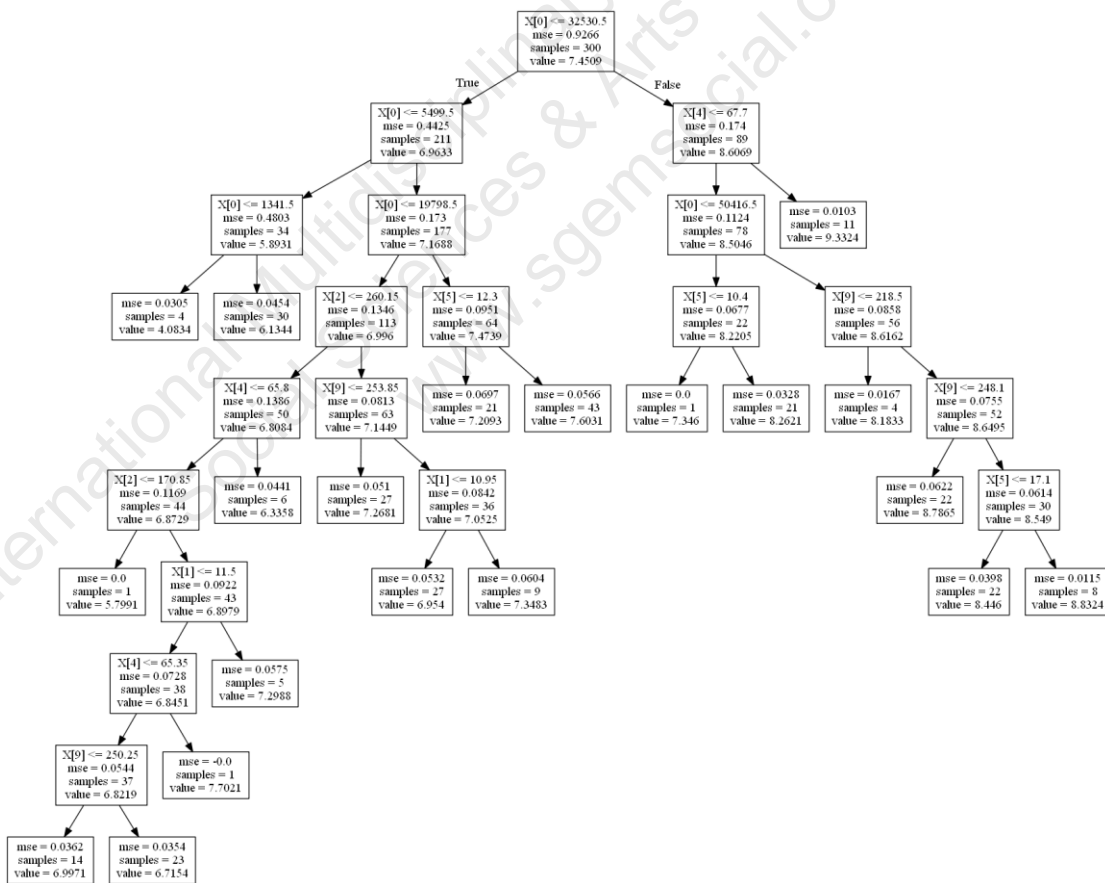 X[0] <= 32530.5
mse = 0.9266
samples = 300
value = 7.4509
True
False
X[0] <= 5499.5
mse = 0.4425
samples = 211
value = 6.9633
X[4] <= 67.7
mse = 0.174
samples = 89
value = 8.6069
X[0] <= 1341.5
mse = 0.4803
samples = 34
value = 5.8931
X[0] <= 19798.5
mse = 0.173
samples = 177
value = 7.1688
X[0] <= 50416.5
mse = 0.1124
samples = 78
value = 8.5046
mse = 0.0103
samples = 11
value = 9.3324
mse = 0.0305
samples = 4
value = 4.0834
mse = 0.0454
samples = 30
value = 6.1344
X[2] <= 260.15
mse = 0.1346
samples = 113
value = 6.996
X[5] <= 12.3
mse = 0.0951
samples = 64
value = 7.4739
X[5] <= 10.4
mse = 0.0677
samples = 22
value = 8.2205
X[9] <= 218.5
mse = 0.0858
samples = 56
value = 8.6162
X[4] <= 65.8
mse = 0.1386
samples = 50
value = 6.8084
X[9] <= 253.85
mse = 0.0813
samples = 63
value = 7.1449
mse = 0.0697
samples = 21
value = 7.2093
mse = 0.0566
samples = 43
value = 7.6031
mse = 0.0
samples = 1
value = 7.346
mse = 0.0328
samples = 21
value = 8.2621
mse = 0.0167
samples = 4
value = 8.1833
X[9] <= 248.1
mse = 0.0755
samples = 52
value = 8.6495
X[2] <= 170.85
mse = 0.1169
samples = 44
value = 6.8729
mse = 0.0441
samples = 6
value = 6.3358
mse = 0.051
samples = 27
value = 7.2681
X[1] <= 10.95
mse = 0.0842
samples = 36
value = 7.0525
mse = 0.0622
samples = 22
value = 8.7865
X[5] <= 17.1
mse = 0.0614
samples = 30
value = 8.549
mse = 0.0
samples = 1
value = 5.7991
X[1] <= 11.5
mse = 0.0922
samples = 43
value = 6.8979
mse = 0.0532
samples = 27
value = 6.954
mse = 0.0604
samples = 9
value = 7.3483
mse = 0.0398
samples = 22
value = 8.446
mse = 0.0115
samples = 8
value = 8.8324
X[4] <= 65.35
mse = 0.0728
samples = 38
value = 6.8451
mse = 0.0575
samples = 5
value = 7.2988
X[9] <= 250.25
mse = 0.0544
samples = 37
value = 6.8219
mse = -0.0
samples = 1
value = 7.7021
mse = 0.0362
samples = 14
value = 6.9971
mse = 0.0354
samples = 23
value = 6.7154
Social Sciences & Arts